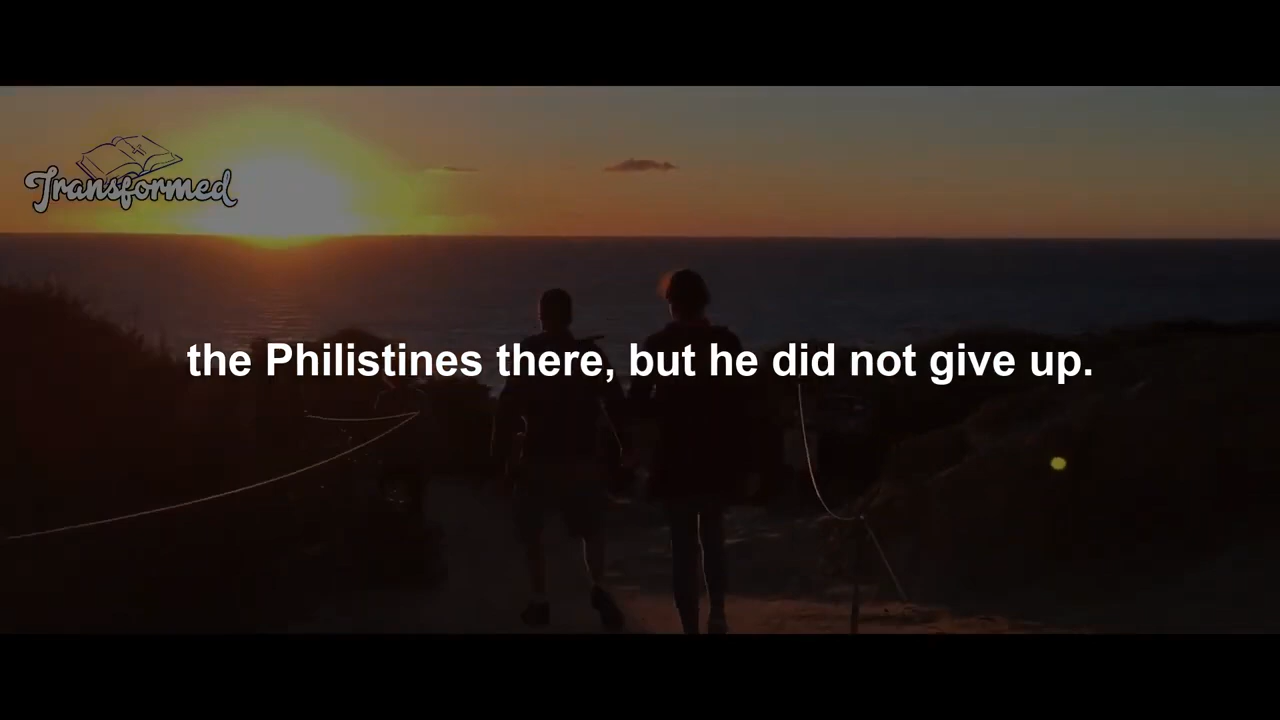 Transformed
the Philistines there, but he did not give up.